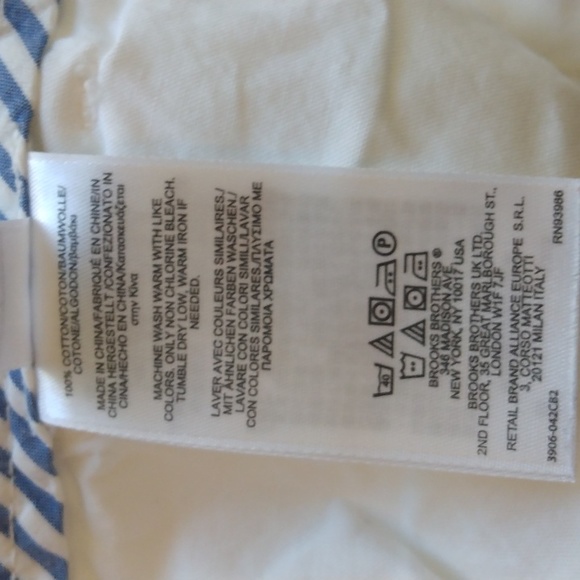 100% COTTON/COTON/BAUMWOLLE/
COTONE/ALGODON/βαμβάκι
MADE IN CHINA/FABRIQUÉ EN CHINE/IN
CHINA HERGESTELLT /CONFEZIONATO IN
CINA/HECHO EN CHINA/Κατασκευάζεται
στην Κίνα
MACHINE WASH WARM WITH LIKE
COLORS. ONLY NON CHLORINE BLEACH.
TUMBLE DRY LOW. WARM IRON IF
NEEDED.
LAVER AVEC COULEURS SIMILAIRES./
MIT ÄHNLICHEN FARBEN WASCHEN./
LAVARE CON COLORI SIMILI./LAVAR
CON COLORES SIMILARES./ΠΛΥΣΙΜΟ ΜΕ
ΠΑΡΟΜΟΙΑ ΧΡΩΜΑΤΑ
40
P
BROOKS BROTHERS ®
346 MADISON AVE
NEW YORK, NY 10017 USA
BROOKS BROTHERS UK LTD.
2ND FLOOR, 35 GREAT MARLBOROUGH ST.,
LONDON W1F 7JF
RETAIL BRAND ALLIANCE EUROPE S.R.L.
3, CORSO MATTEOTTI
20121 MILAN ITALY
3906-042CB2
RN93986